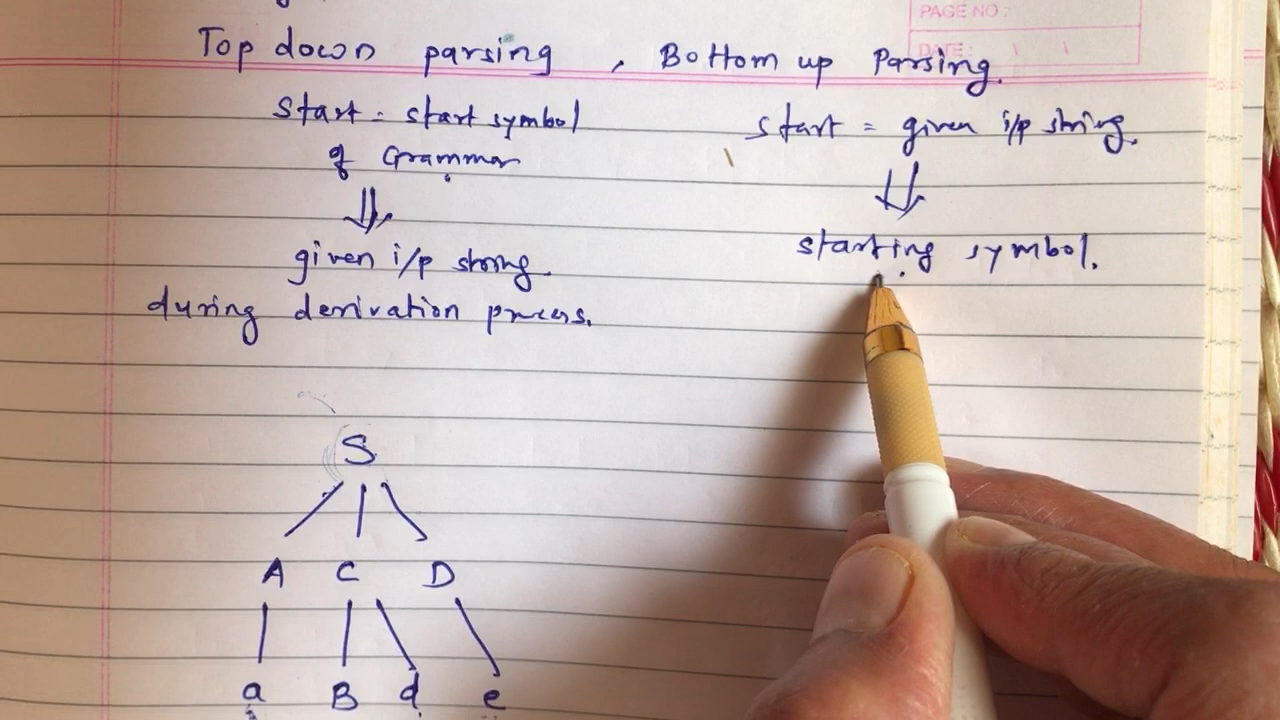 PAGE NO:
DATE:
Top down parsing , Bottom up Parsing.
Start = start symbol
of Grammar
⇓
given i/p string.
during derivation process.
start = given i/p string.
⇓
starting symbol.
S
A C D
a B d e